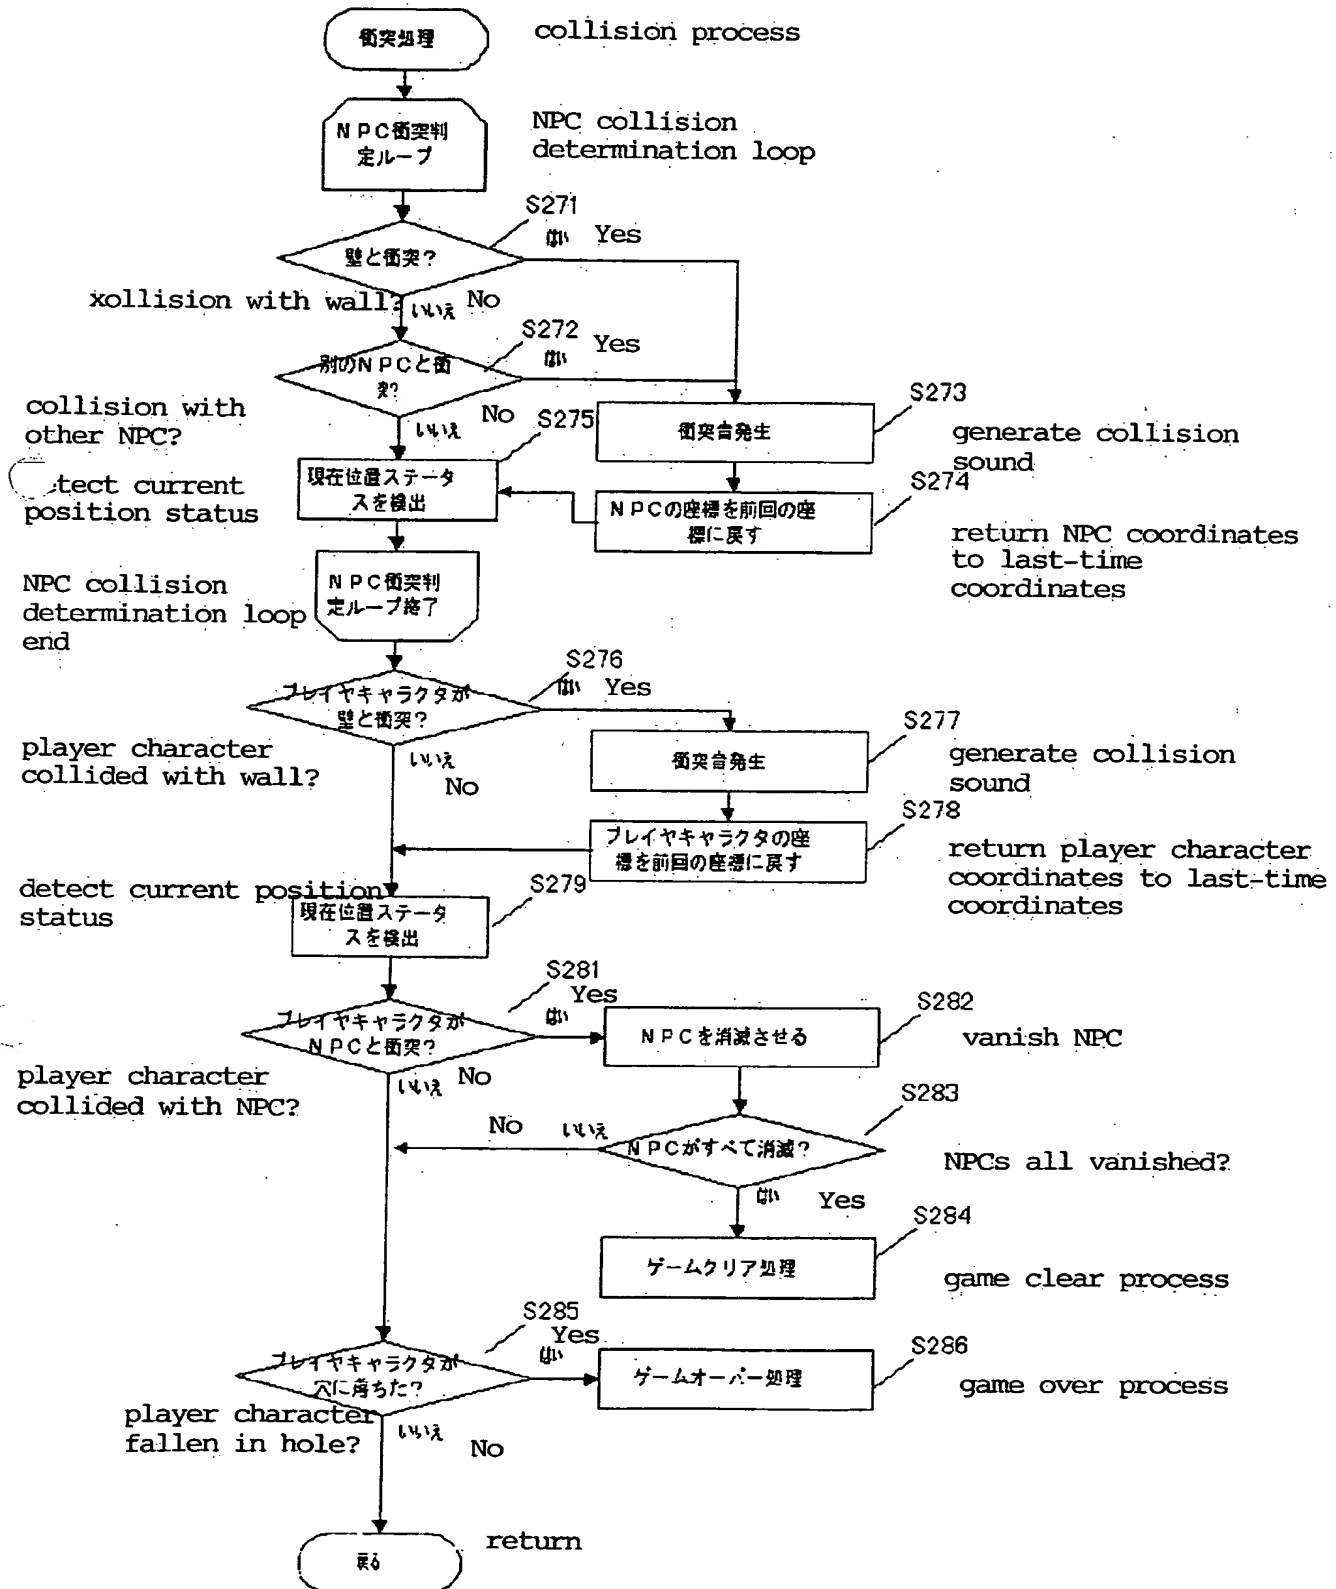 衝突処理
collision process
NPC衝突判
定ループ
NPC collision
determination loop
S271
はい Yes
壁と衝突?
xollision with wall?
いいえ No
S272
はい Yes
別のNPCと衝
突?
collision with
other NPC?
いいえ No
S275
S273
衝突音発生
generate collision
sound
現在位置ステータ
スを検出
tect current
position status
S274
NPCの座標を前回の座
標に戻す
return NPC coordinates
to last-time
coordinates
NPC衝突判
定ループ終了
NPC collision
determination loop
end
S276
はい Yes
プレイヤキャラクタが
壁と衝突?
player character
collided with wall?
いいえ
No
S277
衝突音発生
generate collision
sound
S278
プレイヤキャラクタの座
標を前回の座標に戻す
return player character
coordinates to last-time
coordinates
detect current position
status
S279
現在位置ステータ
スを検出
S281
Yes
はい
プレイヤキャラクタが
NPCと衝突?
player character
collided with NPC?
いいえ No
S282
NPCを消滅させる
vanish NPC
S283
No いいえ
NPCがすべて消滅?
NPCs all vanished?
はい Yes
S284
ゲームクリア処理
game clear process
S285
Yes
はい
プレイヤキャラクタが
穴に落ちた?
player character
fallen in hole?
いいえ No
S286
ゲームオーバー処理
game over process
戻る
return